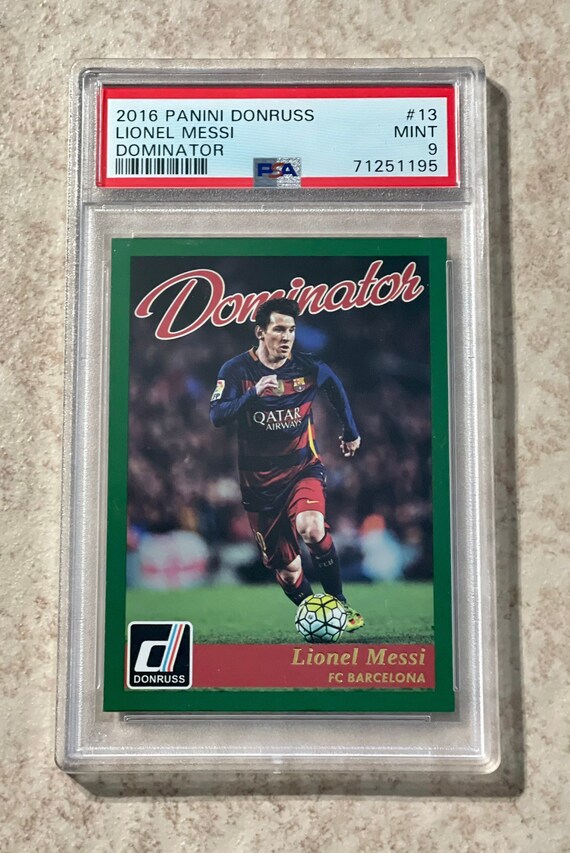 2016 PANINI DONRUSS #13
LIONEL MESSI MINT
DOMINATOR 9
PSA 71251195
Dominator
QATAR
AIRWAYS
Lionel Messi
FC BARCELONA
d
DONRUSS